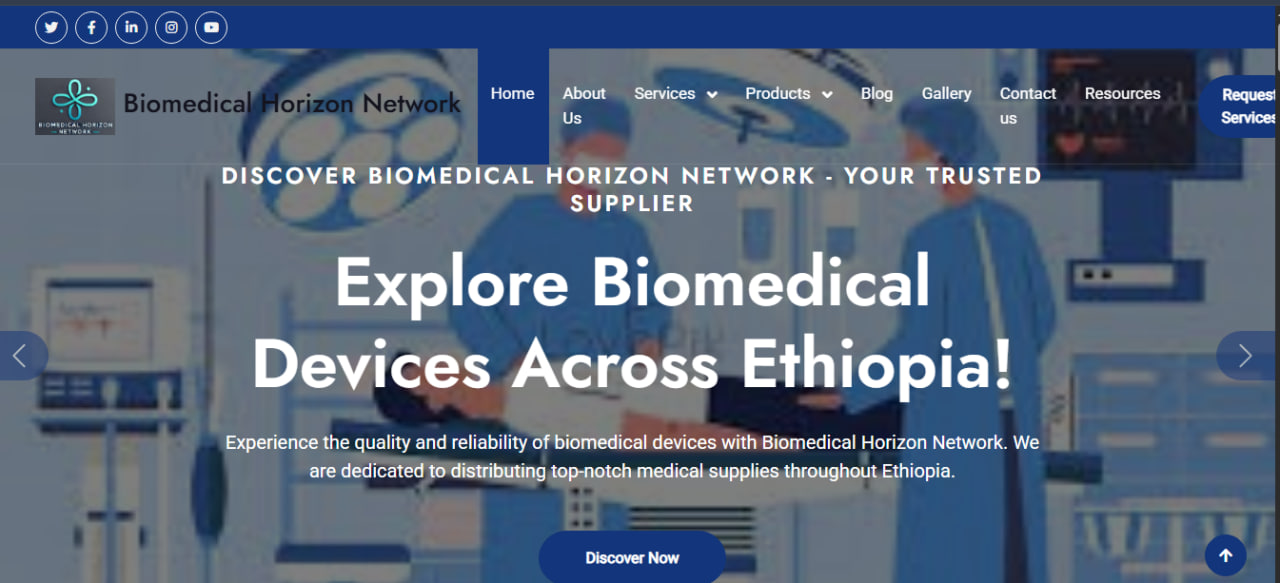 BIOMEDICAL HORIZON
NETWORK
Biomedical Horizon Network
Home
About
Us
Services
Products
Blog
Gallery
Contact
us
Resources
Request
Services
DISCOVER BIOMEDICAL HORIZON NETWORK - YOUR TRUSTED
SUPPLIER
Explore Biomedical
Devices Across Ethiopia!
Experience the quality and reliability of biomedical devices with Biomedical Horizon Network. We
are dedicated to distributing top-notch medical supplies throughout Ethiopia.
Discover Now